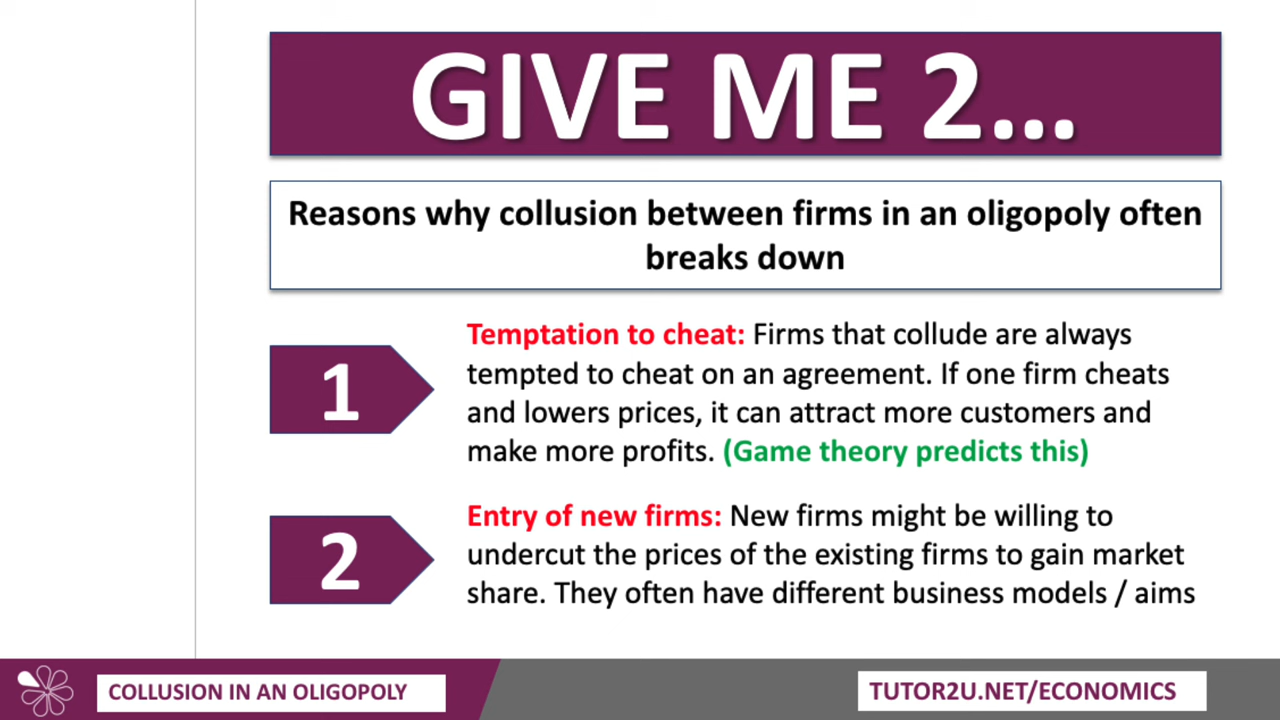 GIVE ME 2...
Reasons why collusion between firms in an oligopoly often
breaks down
1
Temptation to cheat: Firms that collude are always
tempted to cheat on an agreement. If one firm cheats
and lowers prices, it can attract more customers and
make more profits. (Game theory predicts this)
2
Entry of new firms: New firms might be willing to
undercut the prices of the existing firms to gain market
share. They often have different business models / aims
COLLUSION IN AN OLIGOPOLY
TUTOR2U.NET/ECONOMICS